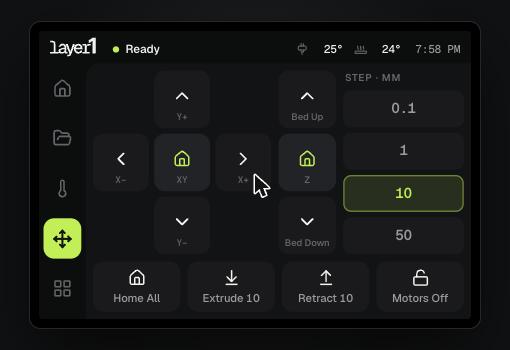 layer1
Ready
25° 24° 7:58 PM
STEP · MM
Y+
Bed Up
0.1
X−
XY
X+
Z
1
10
Y−
Bed Down
50
Home All
Extrude 10
Retract 10
Motors Off